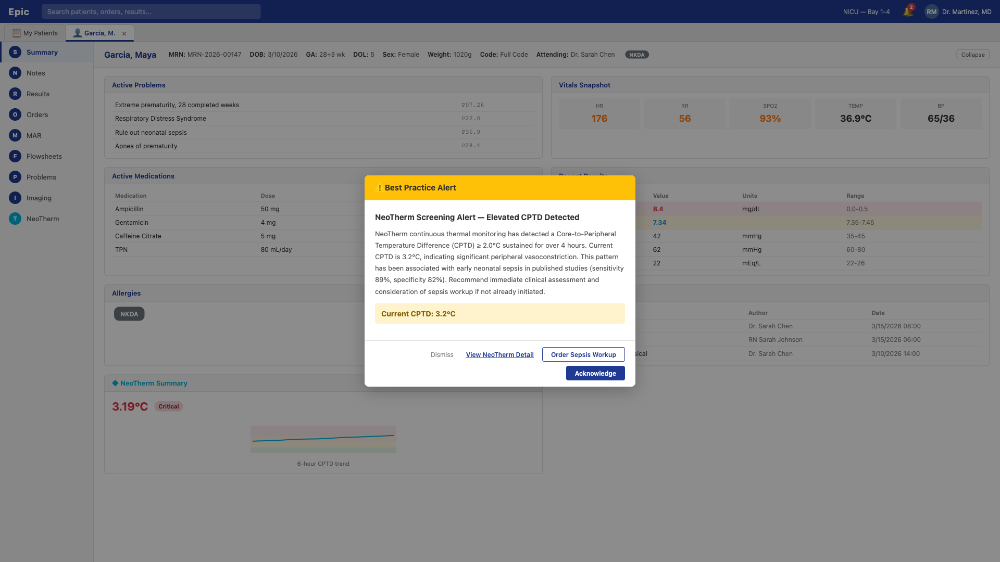 Epic
Search patients, orders, results...
NICU — Bay 1-4
2
RM
Dr. Martinez, MD
My Patients
Garcia, M. ×
S Summary
N Notes
R Results
O Orders
M MAR
F Flowsheets
P Problems
I Imaging
T NeoTherm
Garcia, Maya MRN: MRN-2026-00147 DOB: 3/10/2026 GA: 28+3 wk DOL: 5 Sex: Female Weight: 1020g Code: Full Code Attending: Dr. Sarah Chen NKDA
Collapse
Active Problems
Extreme prematurity, 28 completed weeks P07.26
Respiratory Distress Syndrome P22.0
Rule out neonatal sepsis P36.9
Apnea of prematurity P28.4
Vitals Snapshot
HR RR SPO2 TEMP BP
176 56 93% 36.9°C 65/36
Active Medications
Medication Dose
Ampicillin 50 mg
Gentamicin 4 mg
Caffeine Citrate 5 mg
TPN 80 mL/day
Value Units Range
8.4 mg/dL 0.0-0.5
7.34 7.35-7.45
42 mmHg 35-45
62 mmHg 60-80
22 mEq/L 22-26
Allergies
NKDA
Author Date
Dr. Sarah Chen 3/15/2026 08:00
RN Sarah Johnson 3/15/2026 06:00
Dr. Sarah Chen 3/10/2026 14:00
NeoTherm Summary
3.19°C Critical
6-hour CPTD trend
Best Practice Alert
NeoTherm Screening Alert — Elevated CPTD Detected
NeoTherm continuous thermal monitoring has detected a Core-to-Peripheral
Temperature Difference (CPTD) ≥ 2.0°C sustained for over 4 hours. Current
CPTD is 3.2°C, indicating significant peripheral vasoconstriction. This pattern
has been associated with early neonatal sepsis in published studies (sensitivity
89%, specificity 82%). Recommend immediate clinical assessment and
consideration of sepsis workup if not already initiated.
Current CPTD: 3.2°C
Dismiss
View NeoTherm Detail
Order Sepsis Workup
Acknowledge